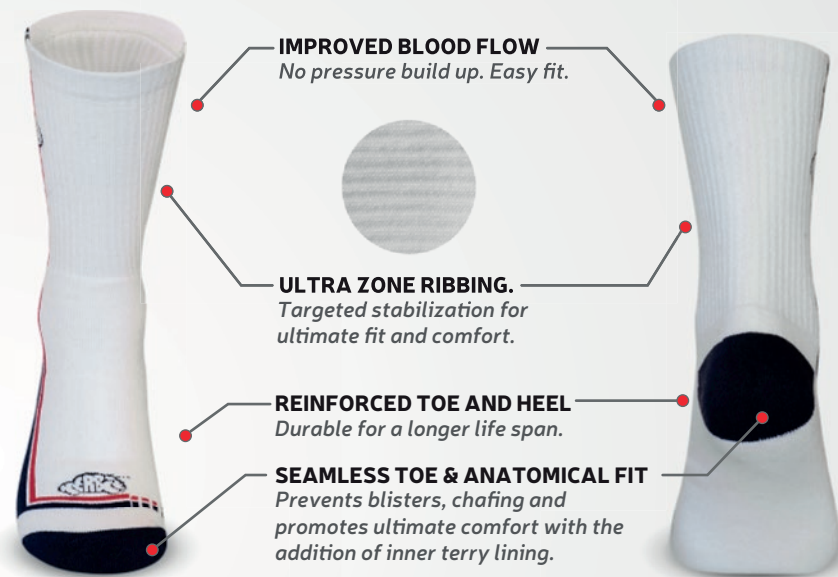 IMPROVED BLOOD FLOW
No pressure build up. Easy fit.
ULTRA ZONE RIBBING.
Targeted stabilization for
ultimate fit and comfort.
REINFORCED TOE AND HEEL
Durable for a longer life span.
SEAMLESS TOE & ANATOMICAL FIT
Prevents blisters, chafing and
promotes ultimate comfort with the
addition of inner terry lining.